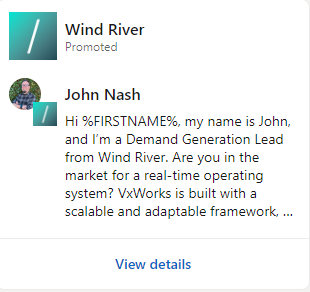 Wind River
Promoted
John Nash
Hi %FIRSTNAME%, my name is John,
and I'm a Demand Generation Lead
from Wind River. Are you in the
market for a real-time operating
system? VxWorks is built with a
scalable and adaptable framework, ...
View details